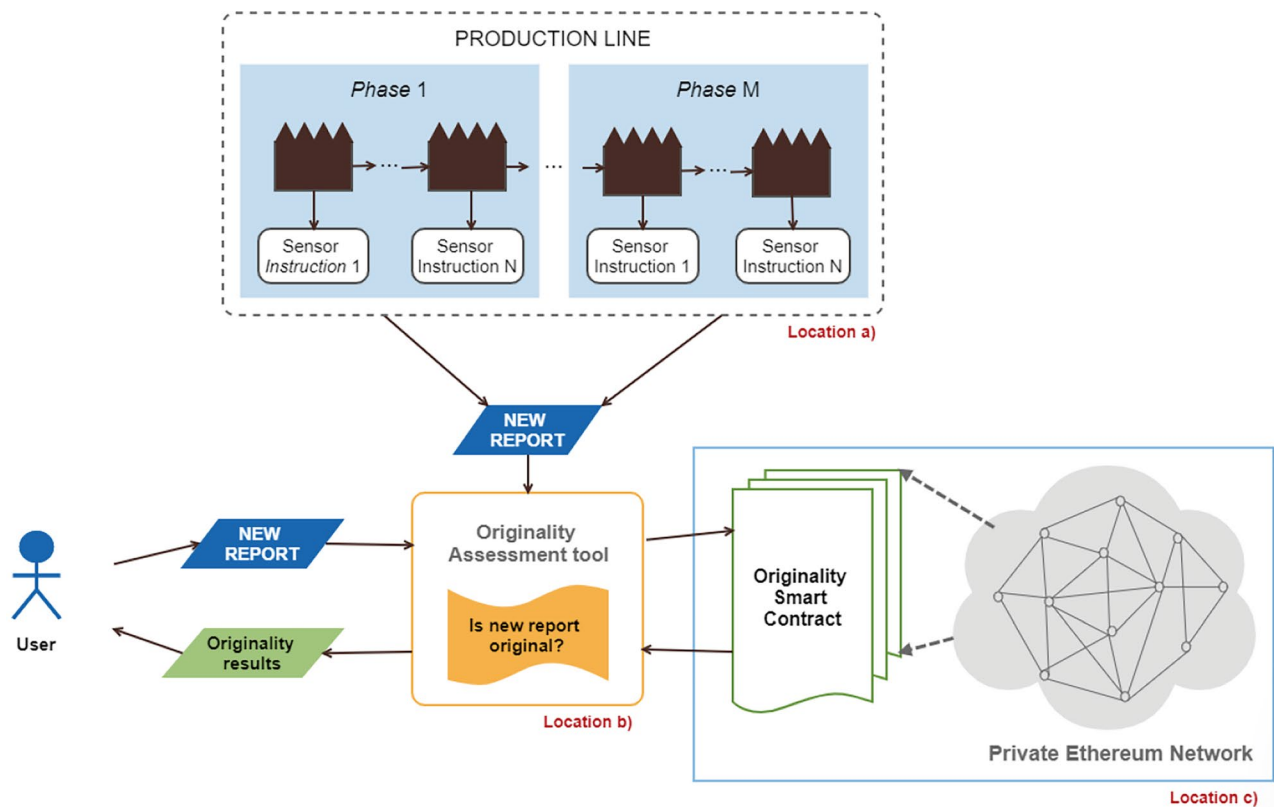 PRODUCTION LINE
Phase 1
Phase M
...
...
...
Sensor
Instruction 1
Sensor
Instruction N
Sensor
Instruction 1
Sensor
Instruction N
Location a)
NEW
REPORT
NEW
REPORT
Originality
Assessment tool
Is new report
original?
Originality
results
User
Location b)
Originality
Smart
Contract
Private Ethereum Network
Location c)